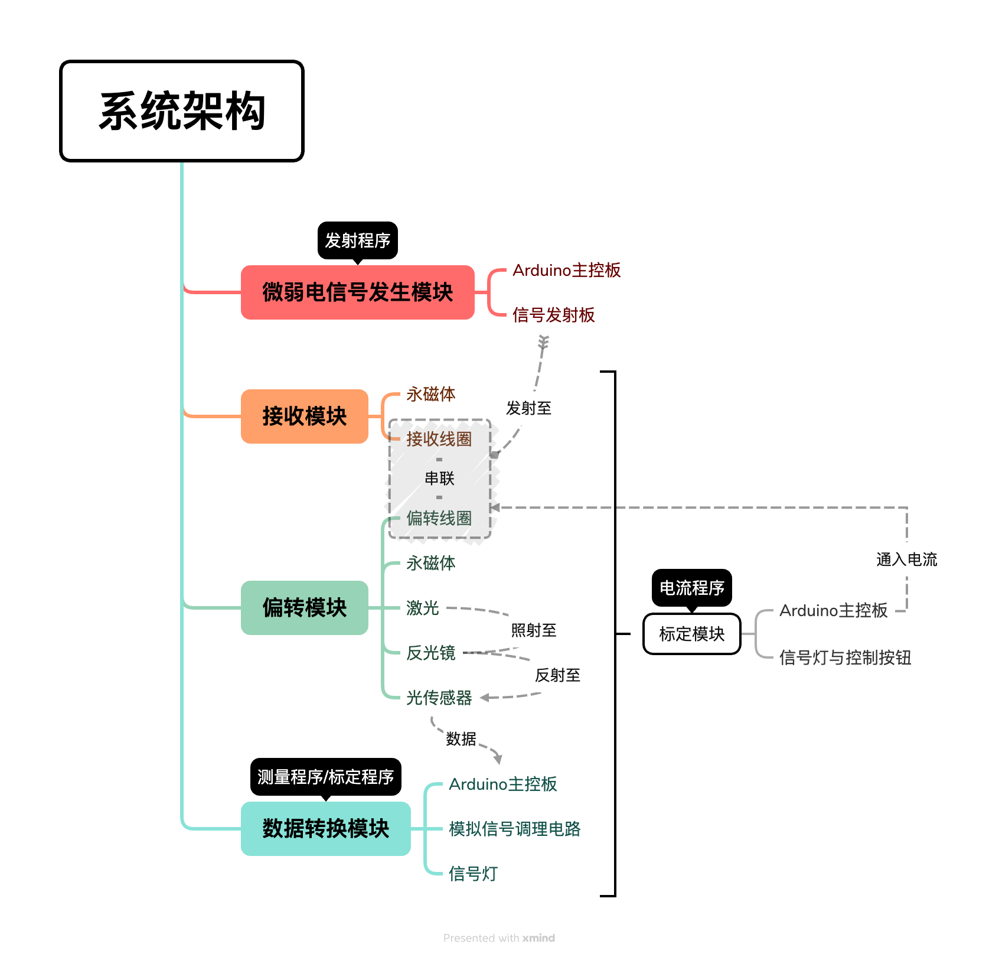 系统架构
发射程序
微弱电信号发生模块
Arduino主控板
信号发射板
发射至
接收模块
永磁体
接收线圈
串联
偏转线圈
偏转模块
永磁体
激光
照射至
反光镜
反射至
光传感器
数据
通入电流
电流程序
标定模块
Arduino主控板
信号灯与控制按钮
测量程序/标定程序
数据转换模块
Arduino主控板
模拟信号调理电路
信号灯
Presented with xmind